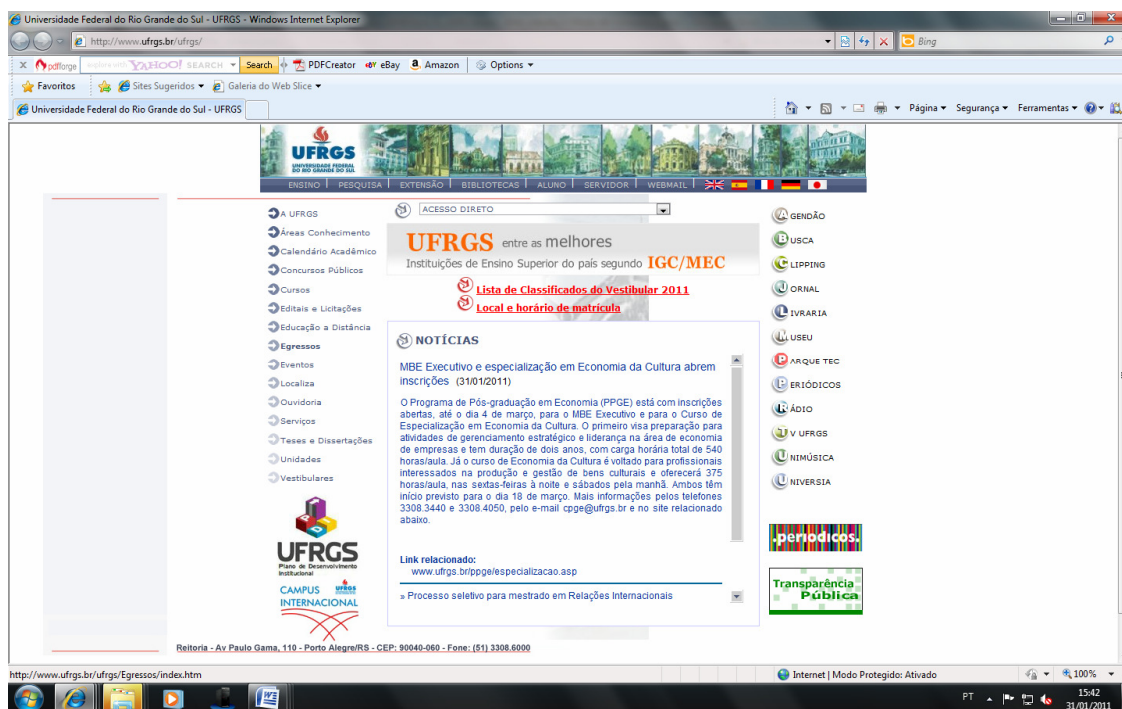 Universidade Federal do Rio Grande do Sul - UFRGS - Windows Internet Explorer
http://www.ufrgs.br/ufrgs/
Bing
x pdfforge YAHOO! SEARCH Search PDFCreator eBay Amazon Options
Favoritos Sites Sugeridos Galeria do Web Slice
Universidade Federal do Rio Grande do Sul - UFRGS
Página Segurança Ferramentas
UFRGS
UNIVERSIDADE FEDERAL
DO RIO GRANDE DO SUL
ENSINO | PESQUISA | EXTENSÃO | BIBLIOTECAS | ALUNO | SERVIDOR | WEBMAIL
A UFRGS
Áreas Conhecimento
Calendário Acadêmico
Concursos Públicos
Cursos
Editais e Licitações
Educação a Distância
Egressos
Eventos
Localiza
Ouvidoria
Serviços
Teses e Dissertações
Unidades
Vestibulares
UFRGS
Plano de Desenvolvimento
Institucional
CAMPUS UFRGS
INTERNACIONAL
ACESSO DIRETO
UFRGS entre as melhores
Instituições de Ensino Superior do país segundo IGC/MEC
Lista de Classificados do Vestibular 2011
Local e horário de matrícula
NOTÍCIAS
MBE Executivo e especialização em Economia da Cultura abrem
inscrições (31/01/2011)
O Programa de Pós-graduação em Economia (PPGE) está com inscrições
abertas, até o dia 4 de março, para o MBE Executivo e para o Curso de
Especialização em Economia da Cultura. O primeiro visa preparação para
atividades de gerenciamento estratégico e liderança na área de economia
de empresas e tem duração de dois anos, com carga horária total de 540
horas/aula. Já o curso de Economia da Cultura é voltado para profissionais
interessados na produção e gestão de bens culturais e oferecerá 375
horas/aula, nas sextas-feiras à noite e sábados pela manhã. Ambos têm
início previsto para o dia 18 de março. Mais informações pelos telefones
3308.3440 e 3308.4050, pelo e-mail cpge@ufrgs.br e no site relacionado
abaixo.
Link relacionado:
www.ufrgs.br/ppge/especializacao.asp
» Processo seletivo para mestrado em Relações Internacionais
AGENDÃO
BUSCA
CLIPPING
JORNAL
LIVRARIA
MUSEU
PARQUE TEC
PERIÓDICOS
RÁDIO
TV UFRGS
UNIMÚSICA
UNIVERSIA
.periodicos.
Transparência
Pública
Reitoria - Av Paulo Gama, 110 - Porto Alegre/RS - CEP: 90040-060 - Fone: (51) 3308.6000
http://www.ufrgs.br/ufrgs/Egressos/index.htm
Internet | Modo Protegido: Ativado
100%
PT
15:42
31/01/2011